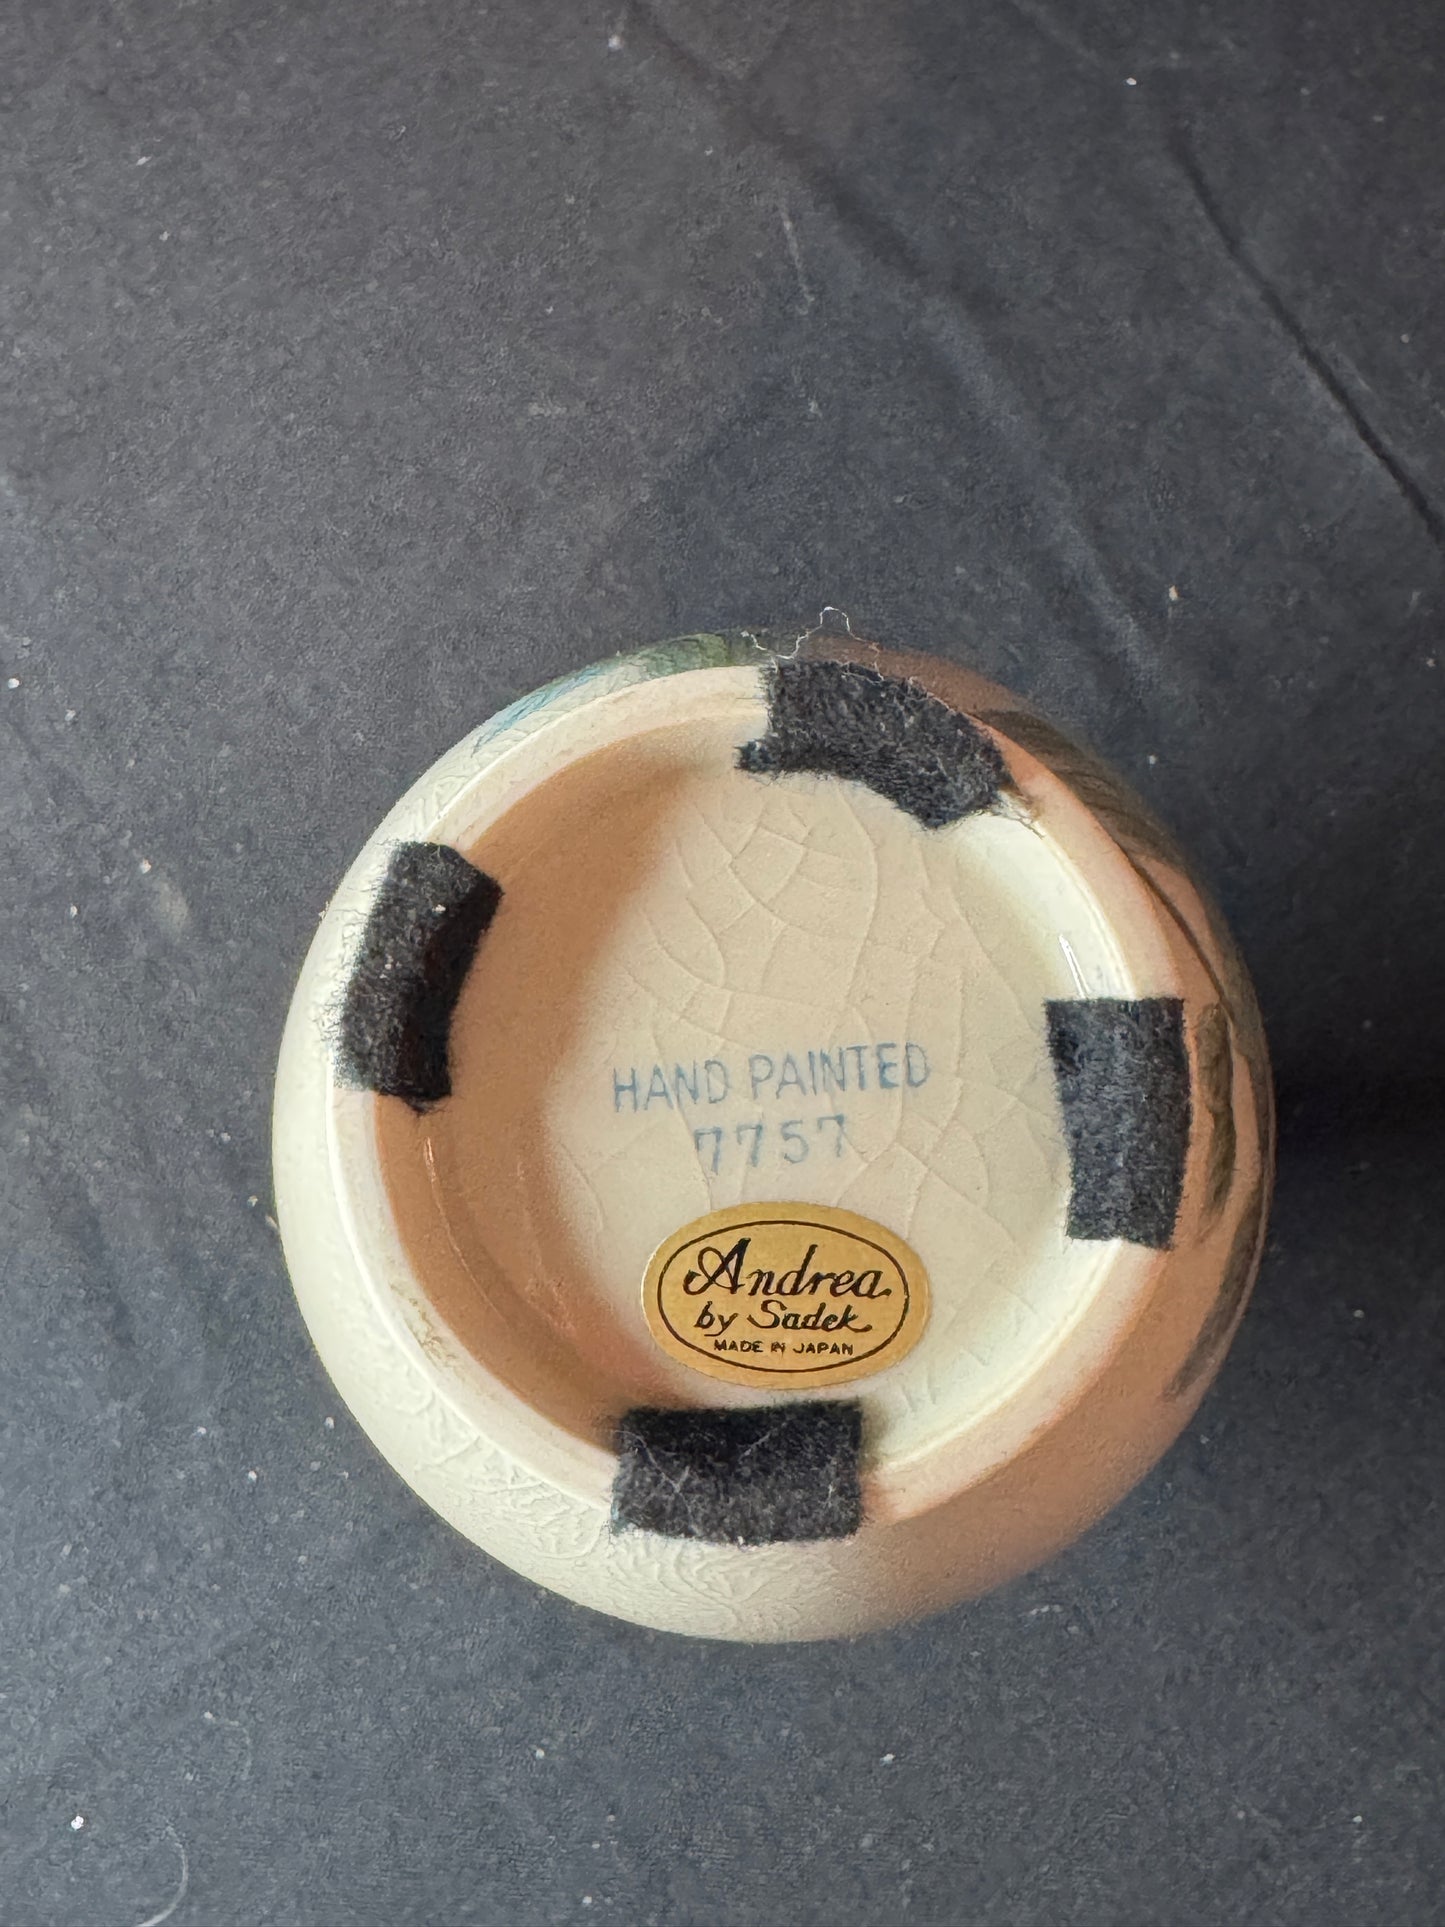 HAND PAINTED
7757
Andrea
by Sadek
MADE IN JAPAN